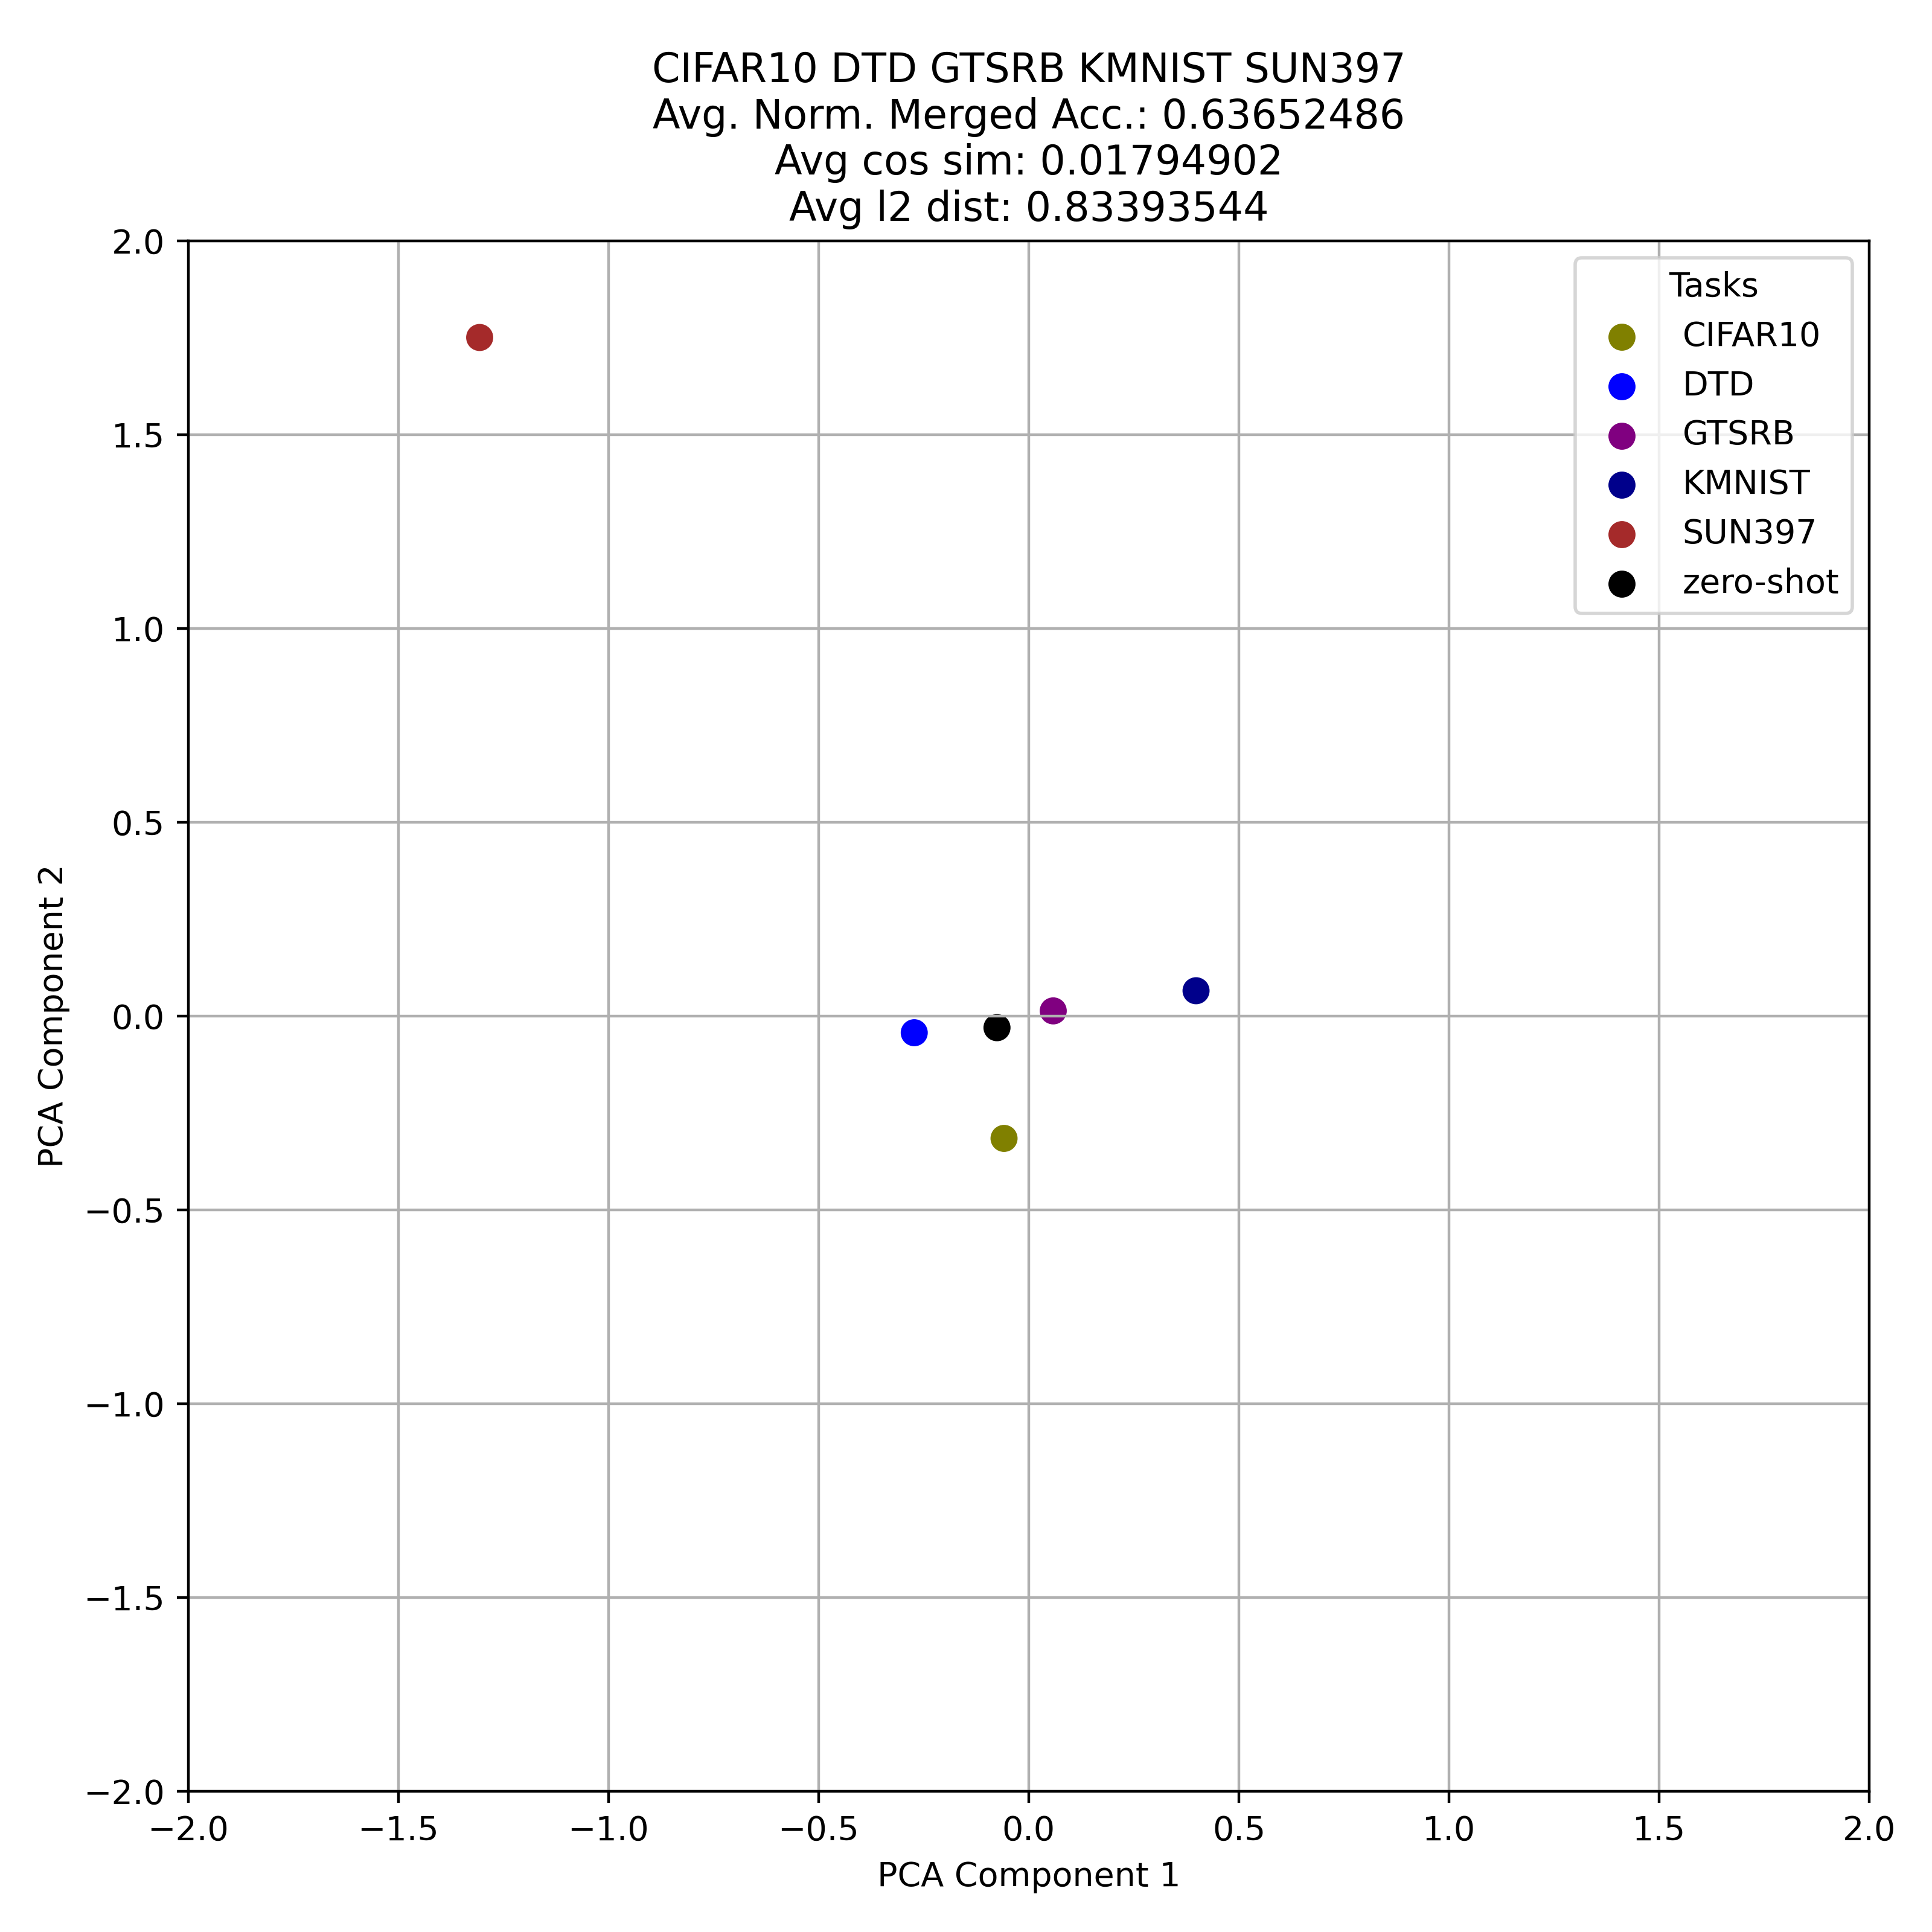 CIFAR10 DTD GTSRB KMNIST SUN397
Avg. Norm. Merged Acc.: 0.63652486
Avg cos sim: 0.01794902
Avg l2 dist: 0.83393544
Tasks
CIFAR10
DTD
GTSRB
KMNIST
SUN397
zero-shot
PCA Component 2
2.0
1.5
1.0
0.5
0.0
−0.5
−1.0
−1.5
−2.0
−2.0 −1.5 −1.0 −0.5 0.0 0.5 1.0 1.5 2.0
PCA Component 1